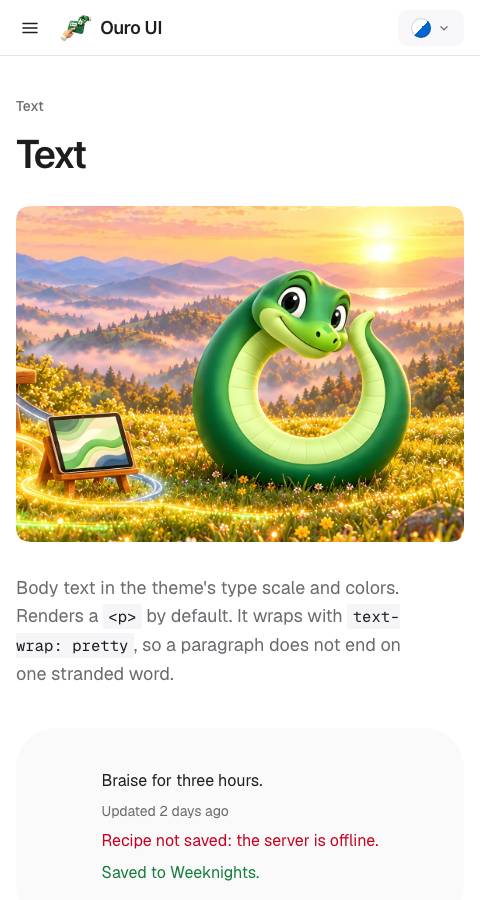 Ouro UI
Text
Text
Body text in the theme's type scale and colors.
Renders a <p> by default. It wraps with text-
wrap: pretty, so a paragraph does not end on
one stranded word.
Braise for three hours.
Updated 2 days ago
Recipe not saved: the server is offline.
Saved to Weeknights.